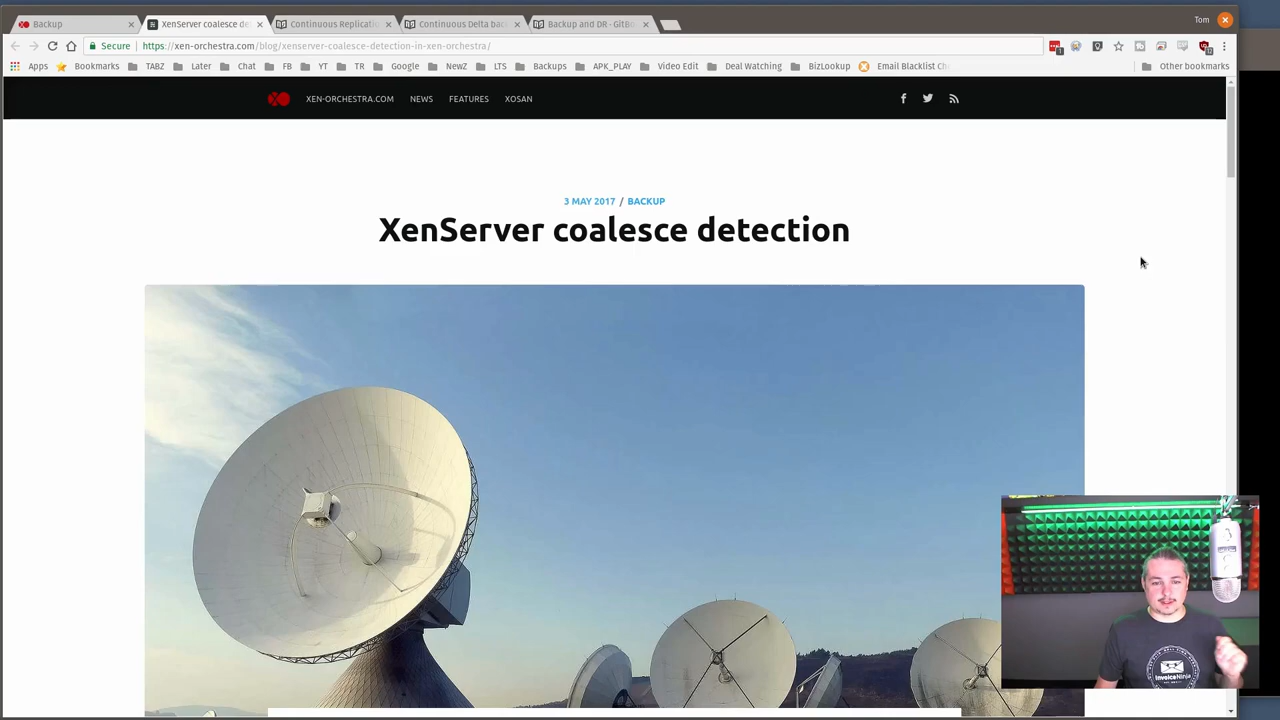 Backup
XenServer coalesce de
Continuous Replicatio
Continuous Delta bac
Backup and DR - GitB
Tom
Secure
https://xen-orchestra.com/blog/xenserver-coalesce-detection-in-xen-orchestra/
Apps
Bookmarks
TABZ
Later
Chat
FB
YT
TR
Google
NewZ
LTS
Backups
APK_PLAY
Video Edit
Deal Watching
BizLookup
Email Blacklist Ch
Other bookmarks
XEN-ORCHESTRA.COM
NEWS
FEATURES
XOSAN
3 MAY 2017 / BACKUP
XenServer coalesce detection
InvoiceNinja